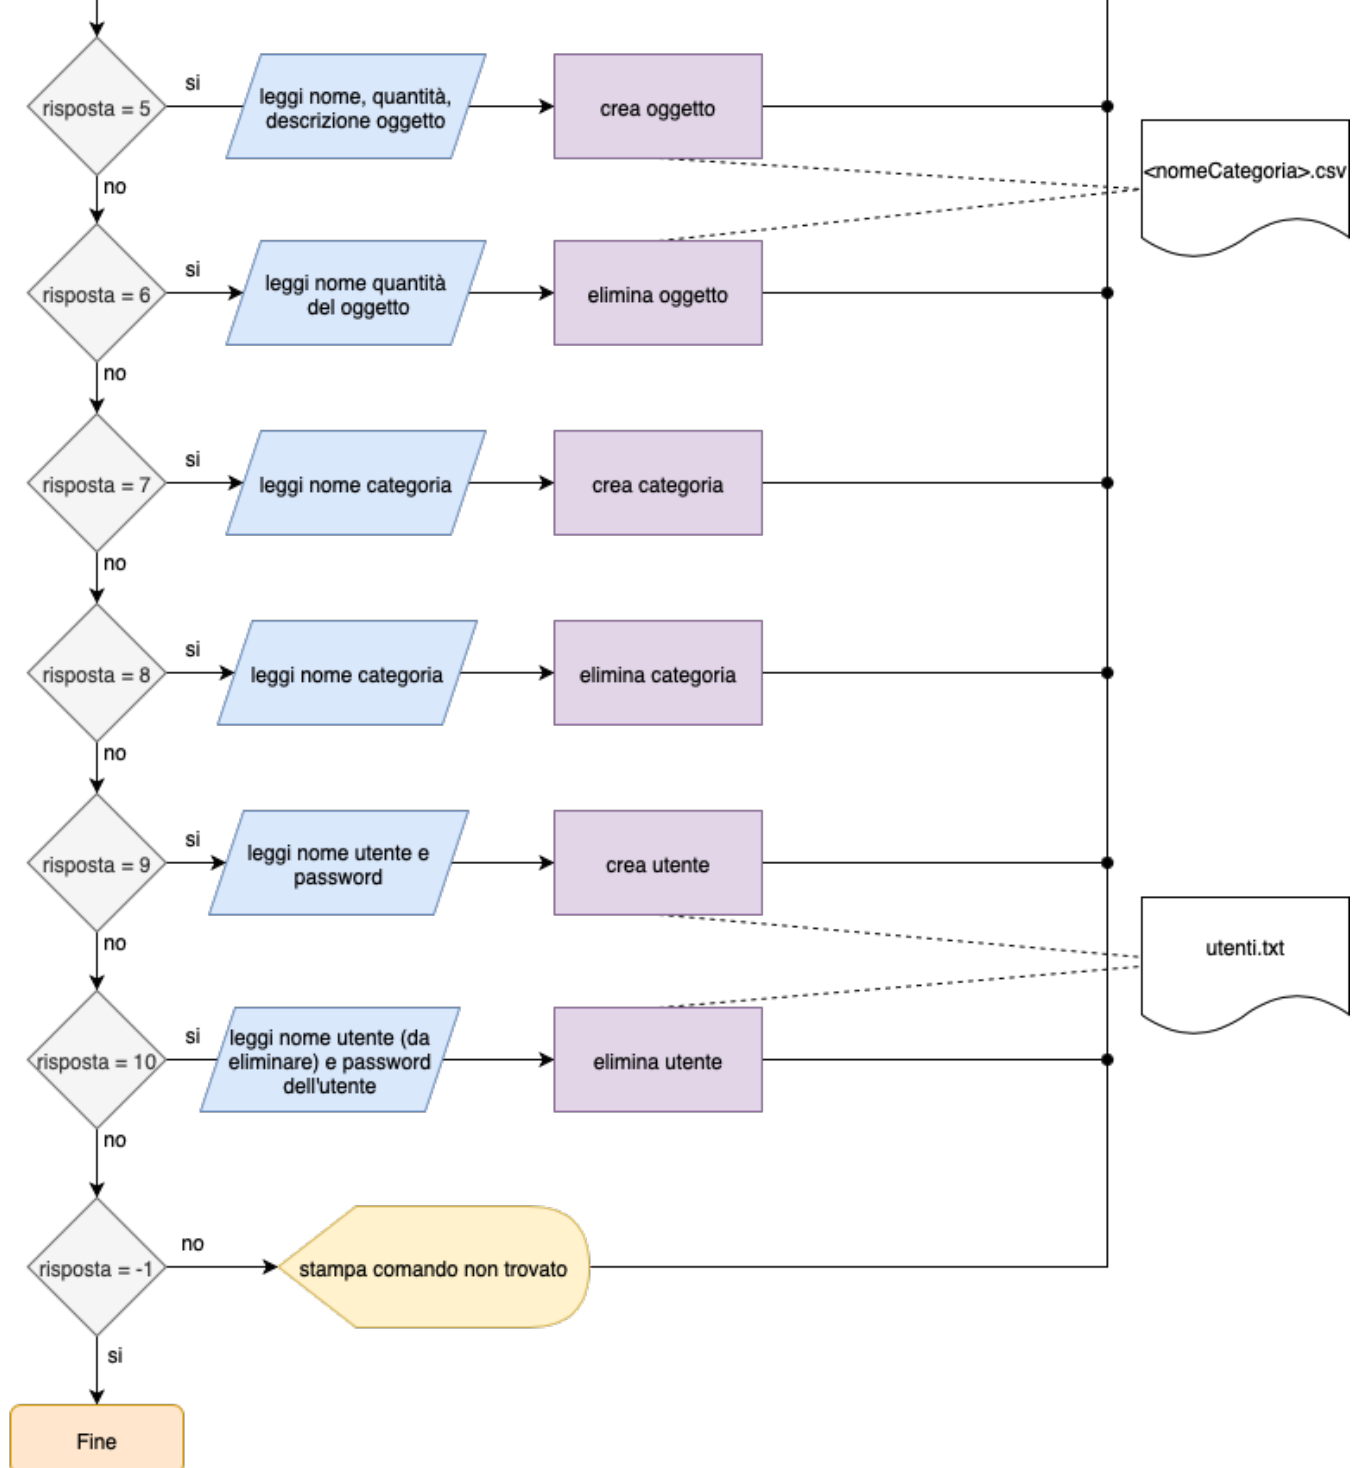 risposta = 5
si
leggi nome, quantità,
descrizione oggetto
crea oggetto
<nomeCategoria>.csv
no
risposta = 6
si
leggi nome quantità
del oggetto
elimina oggetto
no
risposta = 7
si
leggi nome categoria
crea categoria
no
risposta = 8
si
leggi nome categoria
elimina categoria
no
risposta = 9
si
leggi nome utente e
password
crea utente
no
utenti.txt
risposta = 10
si
leggi nome utente (da
eliminare) e password
dell'utente
elimina utente
no
risposta = -1
no
stampa comando non trovato
si
Fine